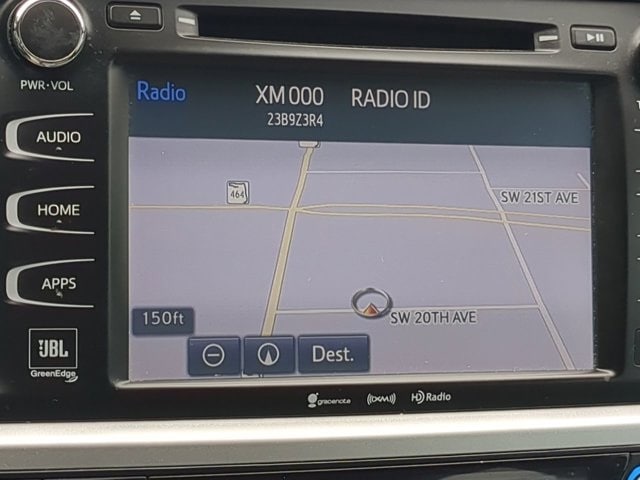 PWR·VOL
Radio XM 000 RADIO ID
23B9Z3R4
AUDIO
464
SW 21ST AVE
HOME
APPS
150ft
SW 20TH AVE
Dest.
JBL
GreenEdge
gracenote
((XM))
HD Radio